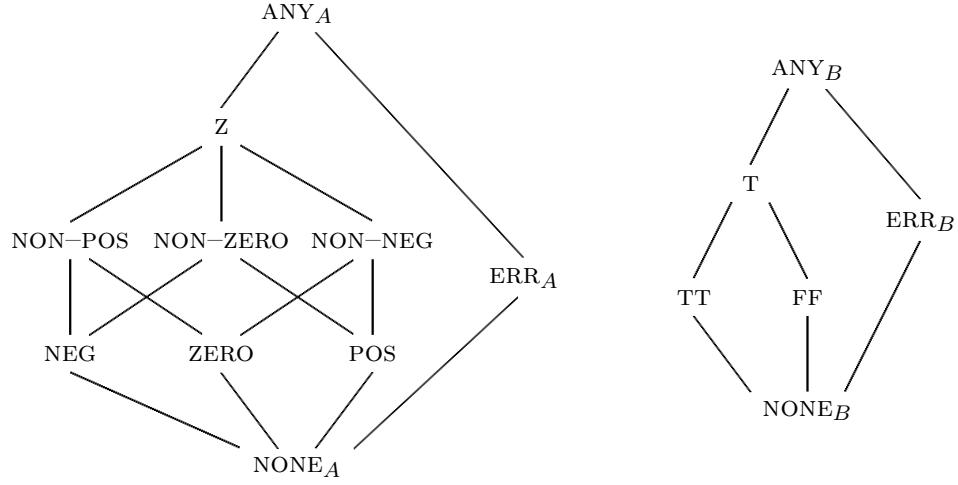 ANY_A
ANY_B
Z
T
NON–POS NON–ZERO NON–NEG
ERR_B
ERR_A
TT FF
NEG ZERO POS
NONE_B
NONE_A